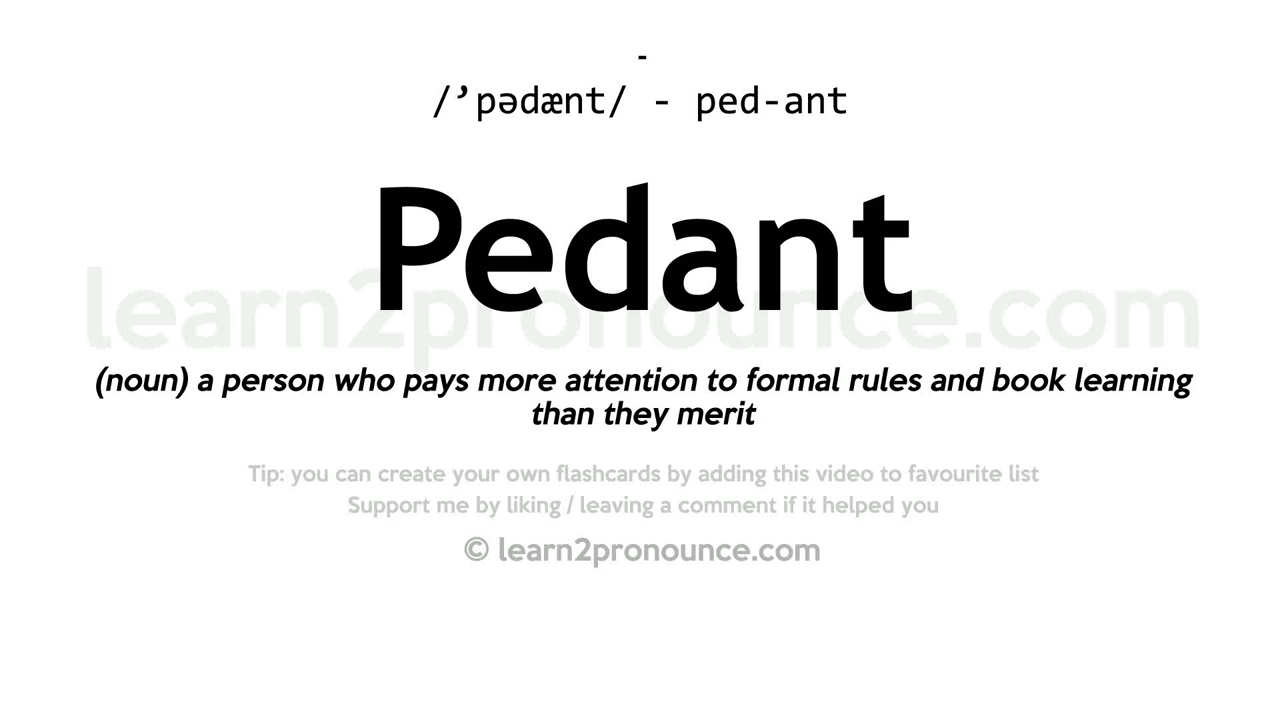 -
/’pədænt/ - ped-ant
Pedant
learn2pronounce.com
(noun) a person who pays more attention to formal rules and book learning
than they merit
Tip: you can create your own flashcards by adding this video to favourite list
Support me by liking / leaving a comment if it helped you
© learn2pronounce.com